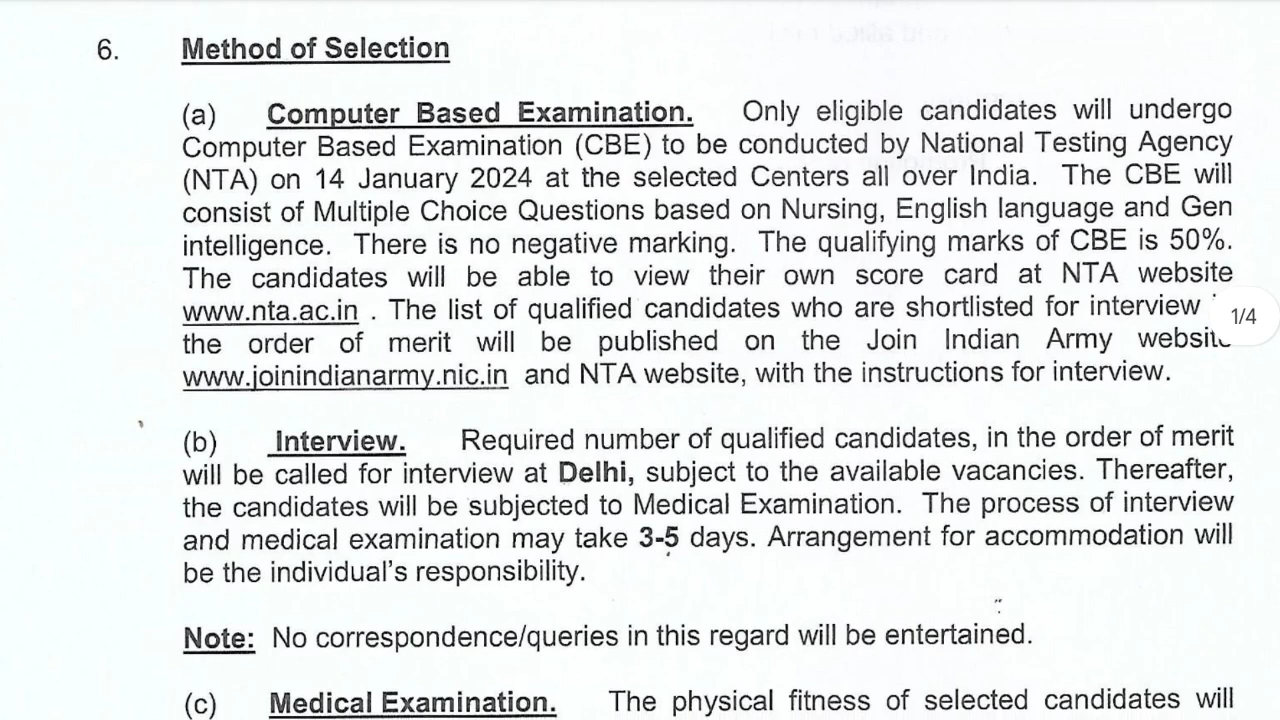 6. Method of Selection
(a) Computer Based Examination. Only eligible candidates will undergo
Computer Based Examination (CBE) to be conducted by National Testing Agency
(NTA) on 14 January 2024 at the selected Centers all over India. The CBE will
consist of Multiple Choice Questions based on Nursing, English language and Gen
intelligence. There is no negative marking. The qualifying marks of CBE is 50%.
The candidates will be able to view their own score card at NTA website
www.nta.ac.in . The list of qualified candidates who are shortlisted for interview
1/4
the order of merit will be published on the Join Indian Army website
www.joinindianarmy.nic.in and NTA website, with the instructions for interview.
(b) Interview. Required number of qualified candidates, in the order of merit
will be called for interview at Delhi, subject to the available vacancies. Thereafter,
the candidates will be subjected to Medical Examination. The process of interview
and medical examination may take 3-5 days. Arrangement for accommodation will
be the individual's responsibility.
Note: No correspondence/queries in this regard will be entertained.
(c) Medical Examination. The physical fitness of selected candidates will